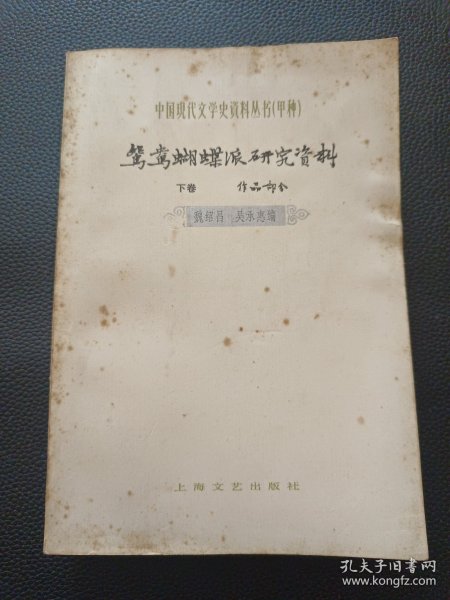 中国现代文学史资料丛书(甲种)
鸳鸯蝴蝶派研究资料
下卷 作品部分
魏绍昌 吴承惠编
上海文艺出版社
孔夫子旧书网
www.kongfz.com